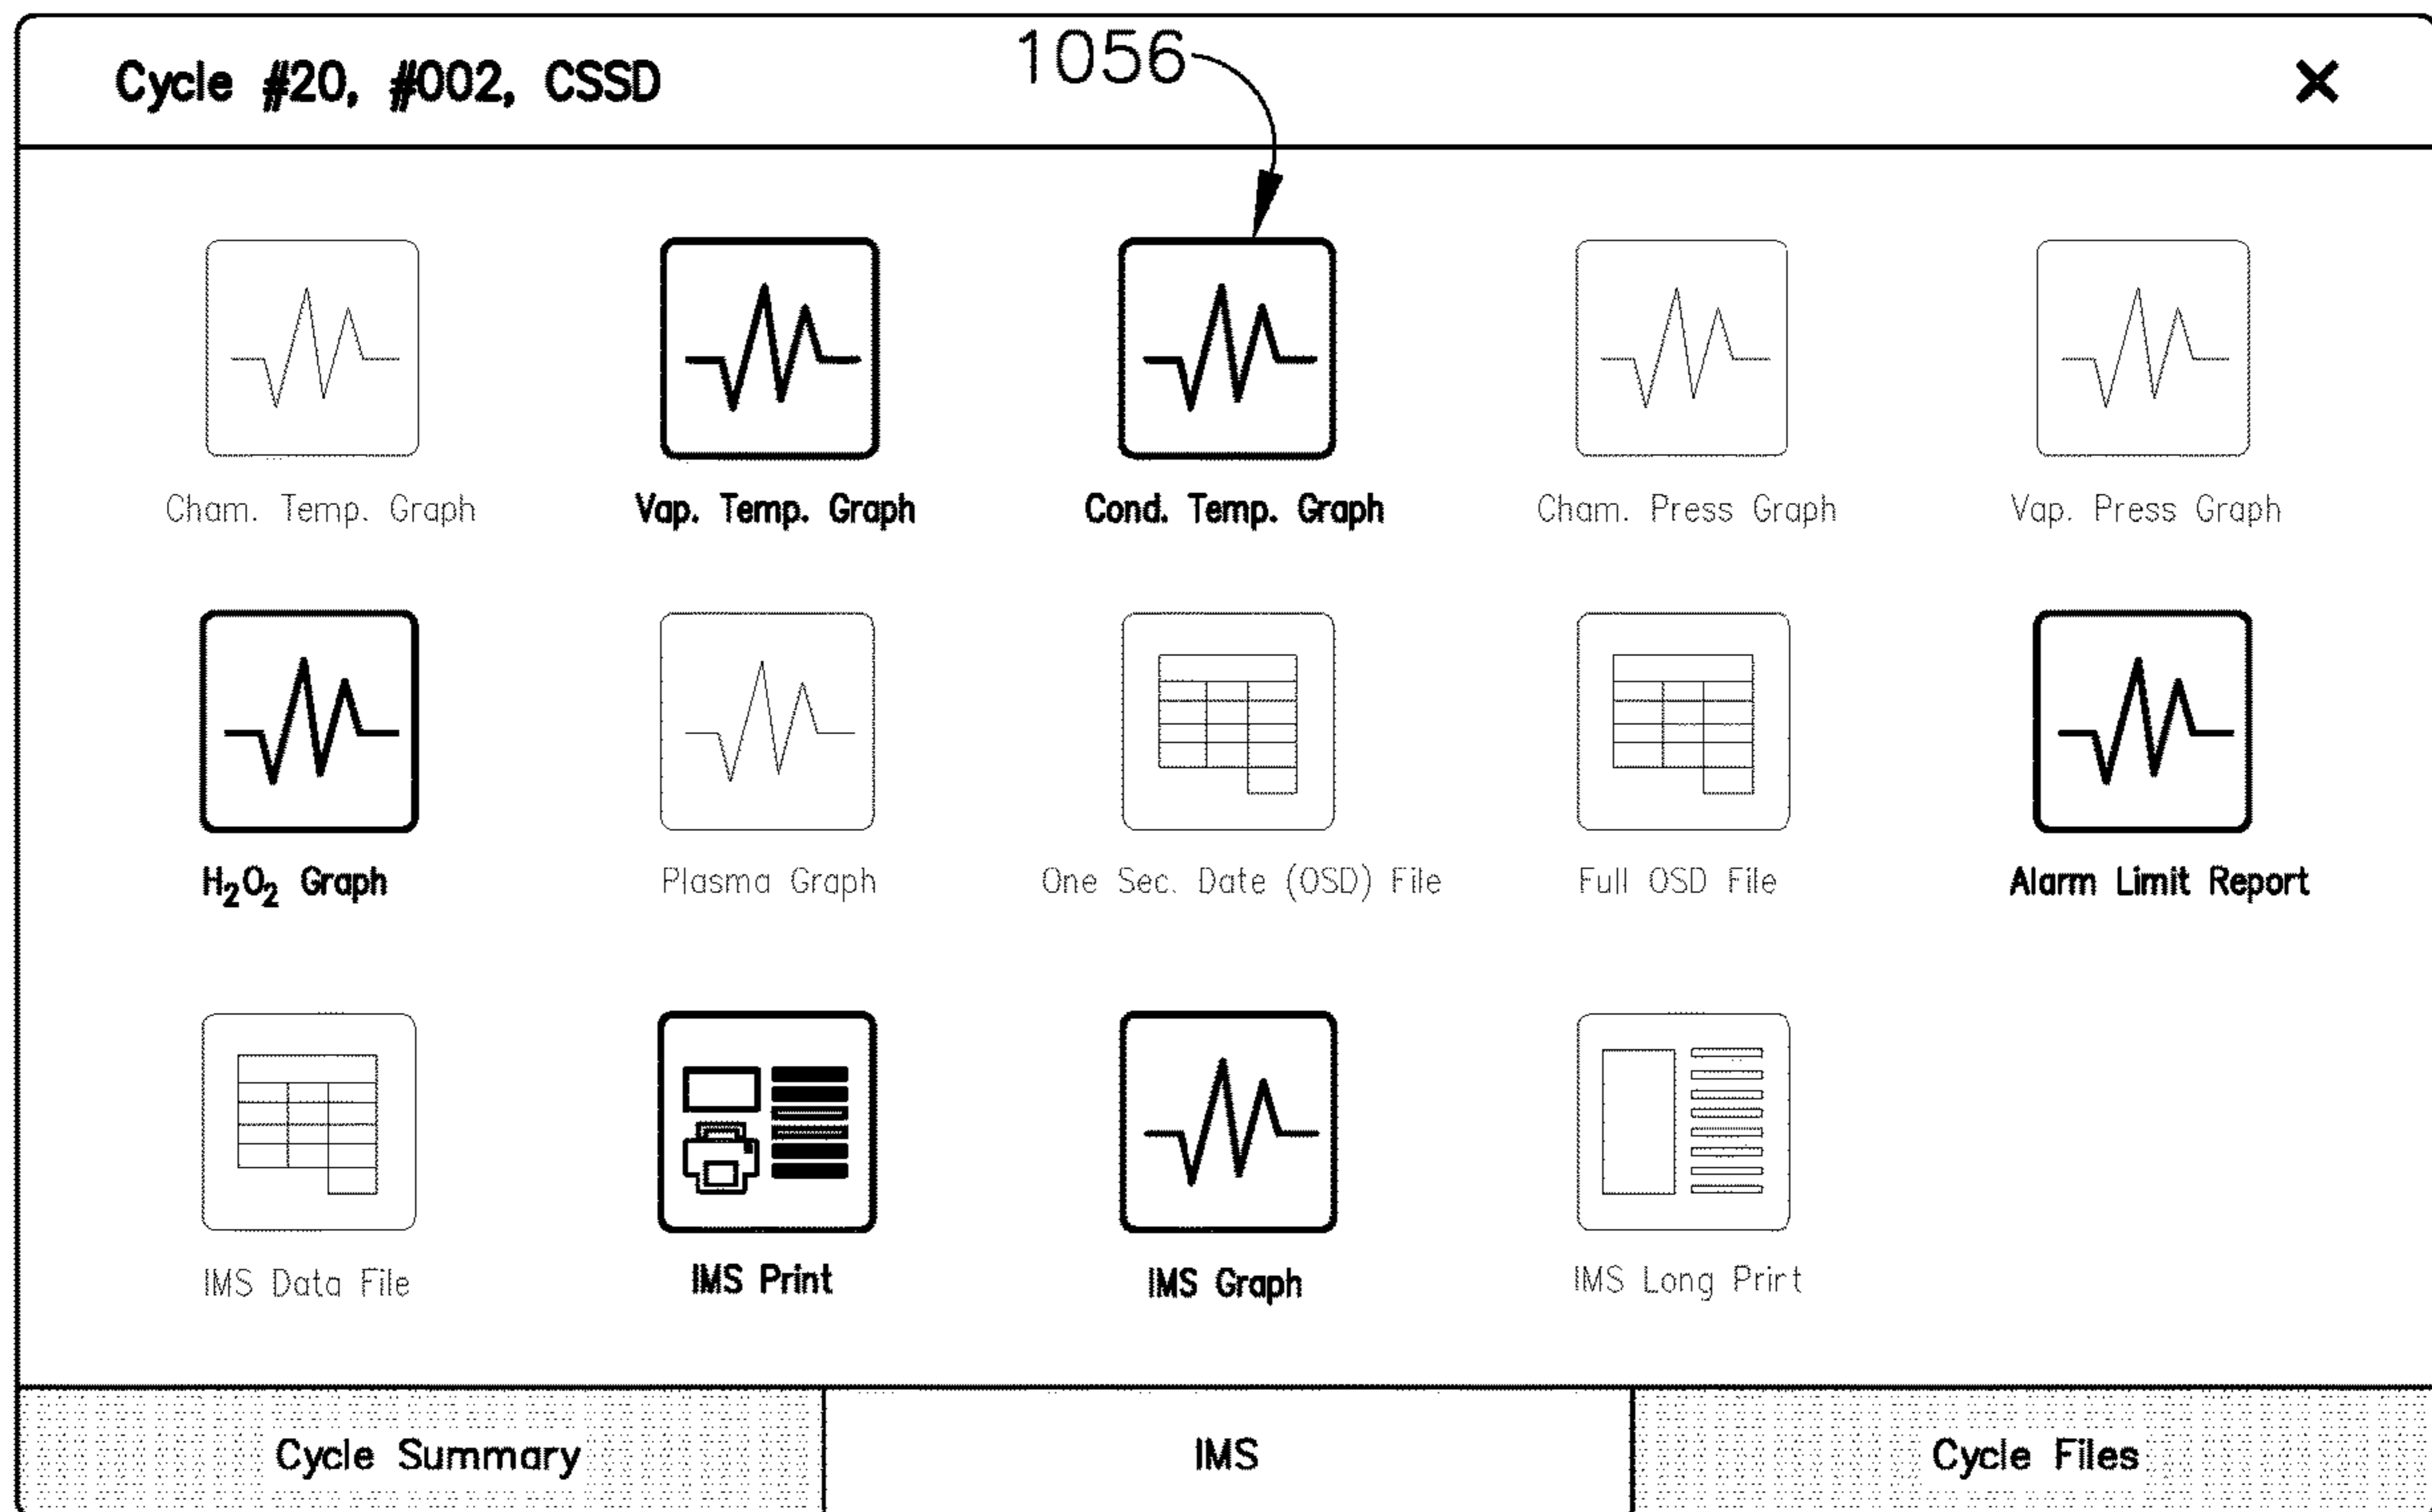 1056
Cycle #20, #002, CSSD
Cham. Temp. Graph
Vap. Temp. Graph
Cond. Temp. Graph
Cham. Press Graph
Vap. Press Graph
H₂O₂ Graph
Plasma Graph
One Sec. Date (OSD) File
Full OSD File
Alarm Limit Report
IMS Data File
IMS Print
IMS Graph
IMS Long Print
Cycle Summary
IMS
Cycle Files